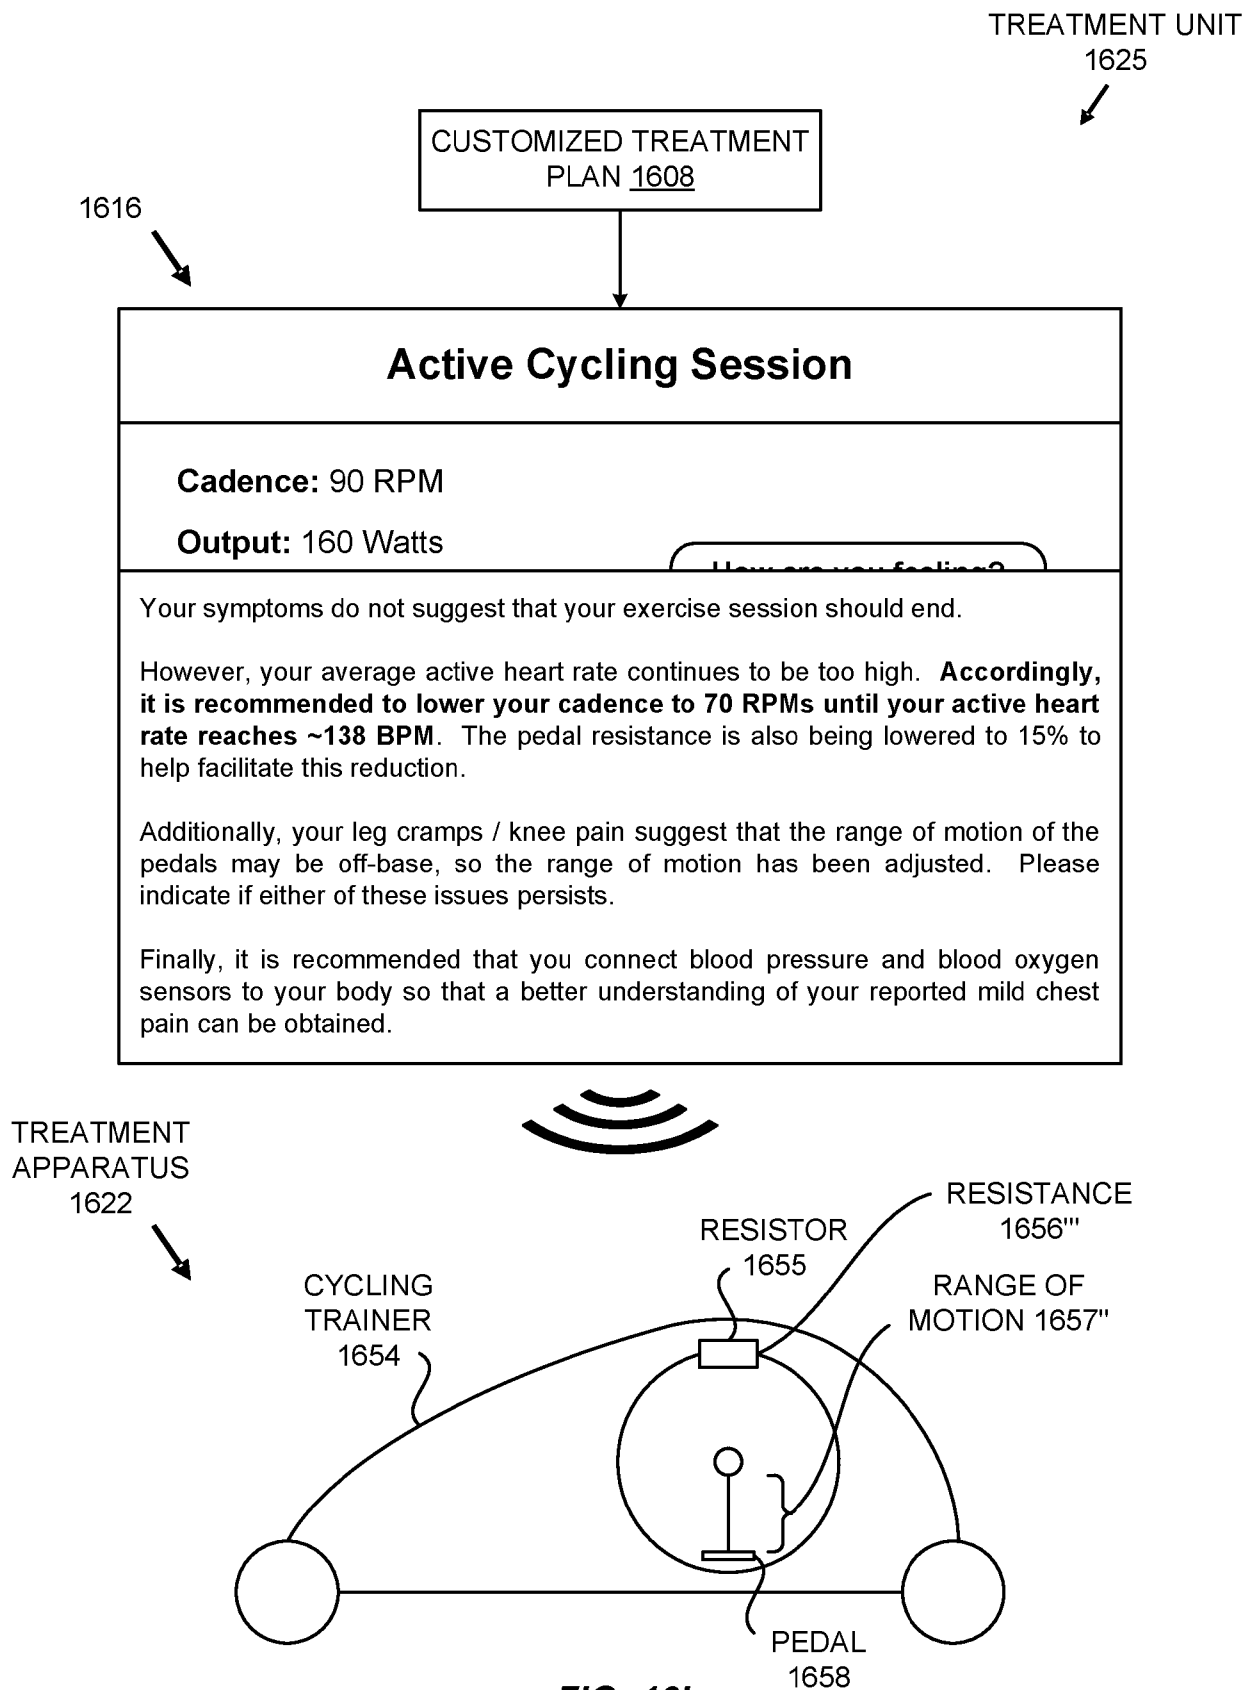 TREATMENT UNIT
1625
CUSTOMIZED TREATMENT
PLAN 1608
1616
Active Cycling Session
Cadence: 90 RPM
Output: 160 Watts
How are you feeling?
Your symptoms do not suggest that your exercise session should end.
However, your average active heart rate continues to be too high. Accordingly,
it is recommended to lower your cadence to 70 RPMs until your active heart
rate reaches ~138 BPM. The pedal resistance is also being lowered to 15% to
help facilitate this reduction.
Additionally, your leg cramps / knee pain suggest that the range of motion of the
pedals may be off-base, so the range of motion has been adjusted. Please
indicate if either of these issues persists.
Finally, it is recommended that you connect blood pressure and blood oxygen
sensors to your body so that a better understanding of your reported mild chest
pain can be obtained.
TREATMENT
APPARATUS
1622
RESISTANCE
1656'''
RESISTOR
1655
CYCLING
TRAINER
1654
RANGE OF
MOTION 1657''
PEDAL
1658
FIG.